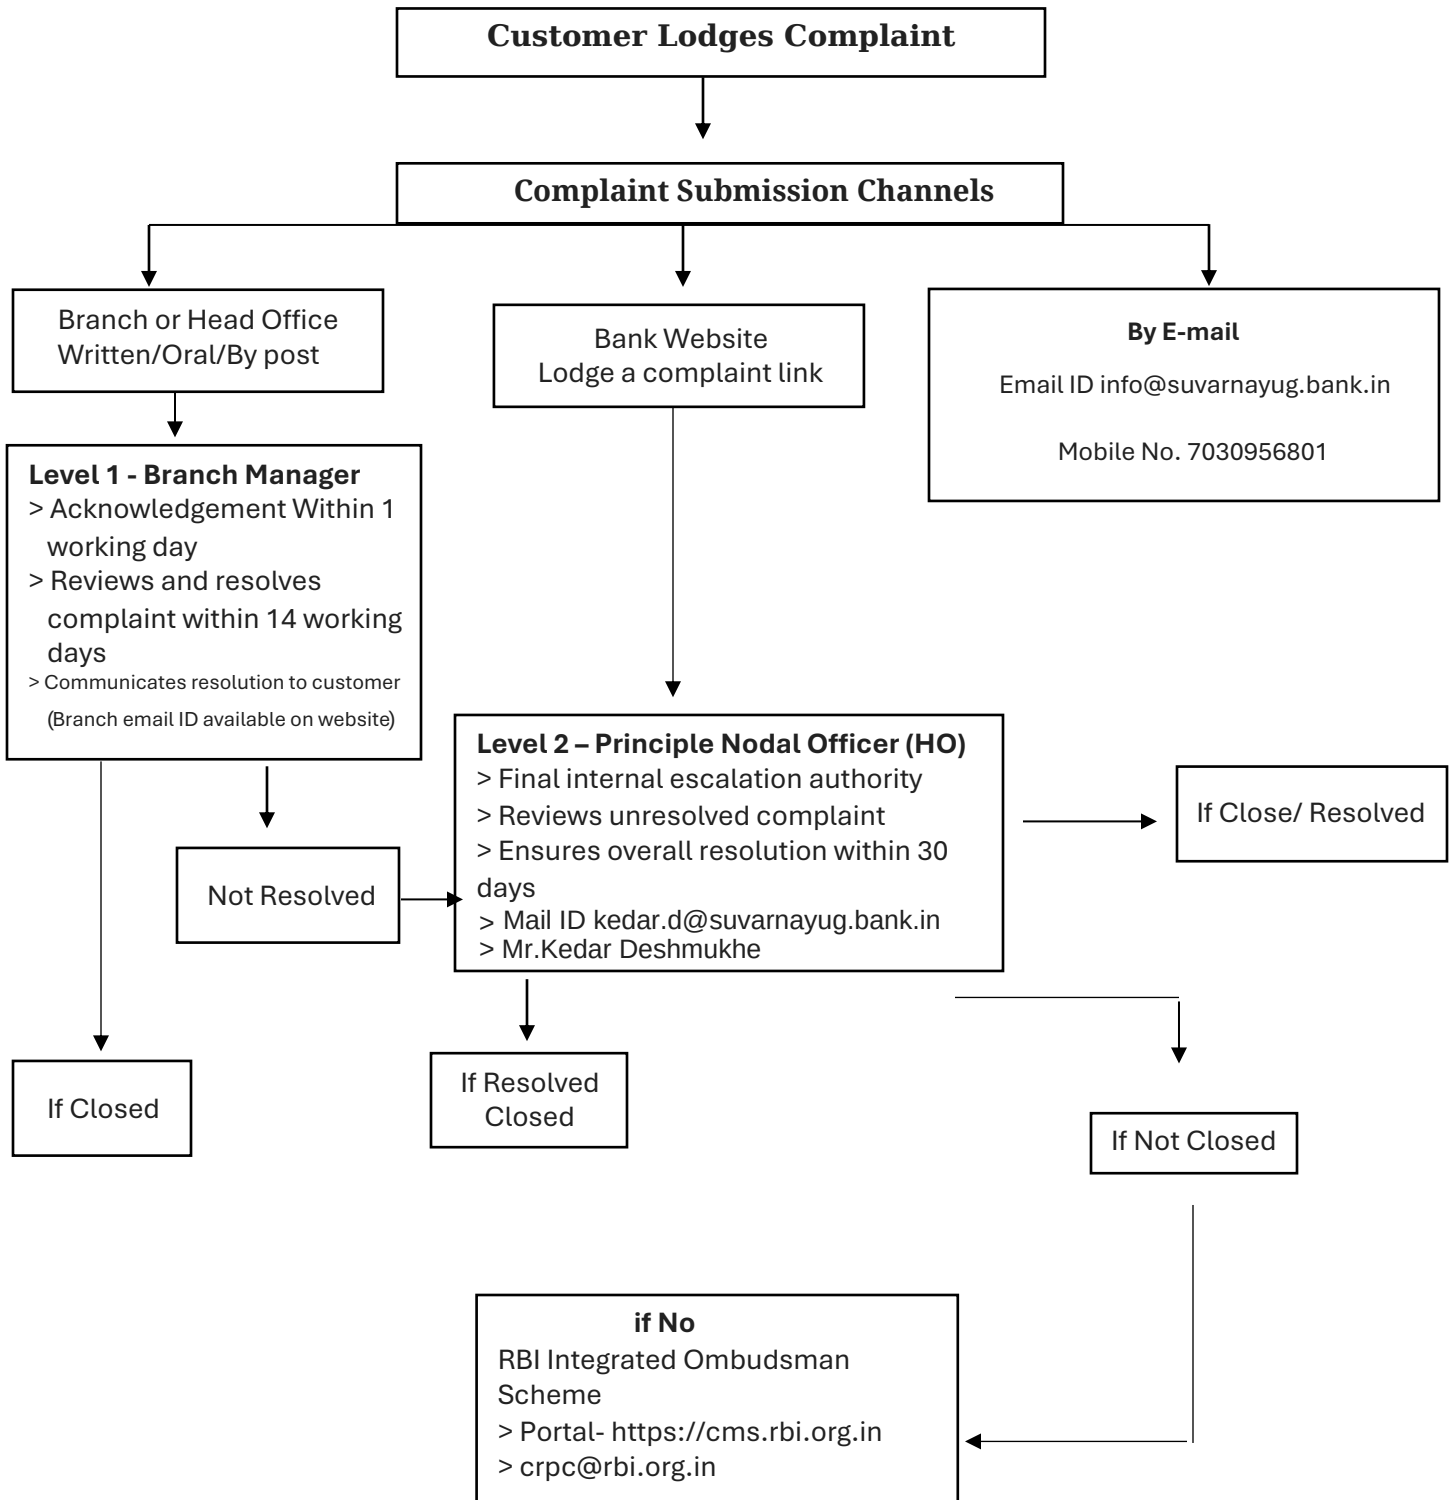 Customer Lodges Complaint
Complaint Submission Channels
Branch or Head Office
Written/Oral/By post
Bank Website
Lodge a complaint link
By E-mail
Email ID info@suvarnayug.bank.in
Mobile No. 7030956801
Level 1 - Branch Manager
> Acknowledgement Within 1
working day
> Reviews and resolves
complaint within 14 working
days
> Communicates resolution to customer
(Branch email ID available on website)
Level 2 – Principle Nodal Officer (HO)
> Final internal escalation authority
> Reviews unresolved complaint
> Ensures overall resolution within 30
days
> Mail ID kedar.d@suvarnayug.bank.in
> Mr.Kedar Deshmukhe
If Close/ Resolved
Not Resolved
If Closed
If Resolved
Closed
If Not Closed
if No
RBI Integrated Ombudsman
Scheme
> Portal- https://cms.rbi.org.in
> crpc@rbi.org.in